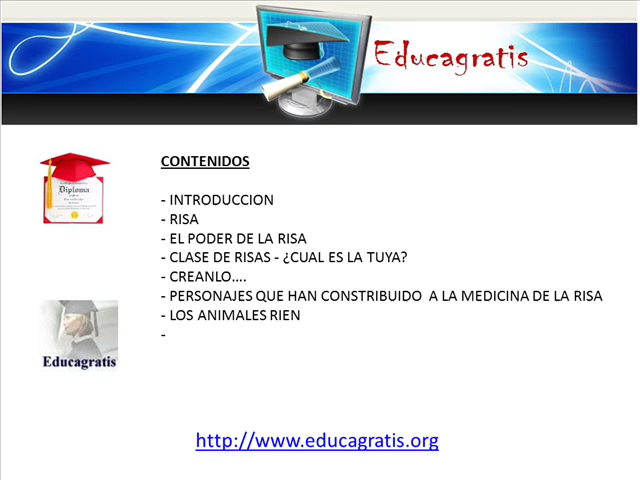 Educagratis
CONTENIDOS
- INTRODUCCION
- RISA
- EL PODER DE LA RISA
- CLASE DE RISAS - ¿CUAL ES LA TUYA?
- CREANLO....
- PERSONAJES QUE HAN CONSTRIBUIDO A LA MEDICINA DE LA RISA
- LOS ANIMALES RIEN
-
Diploma
Educagratis
http://www.educagratis.org